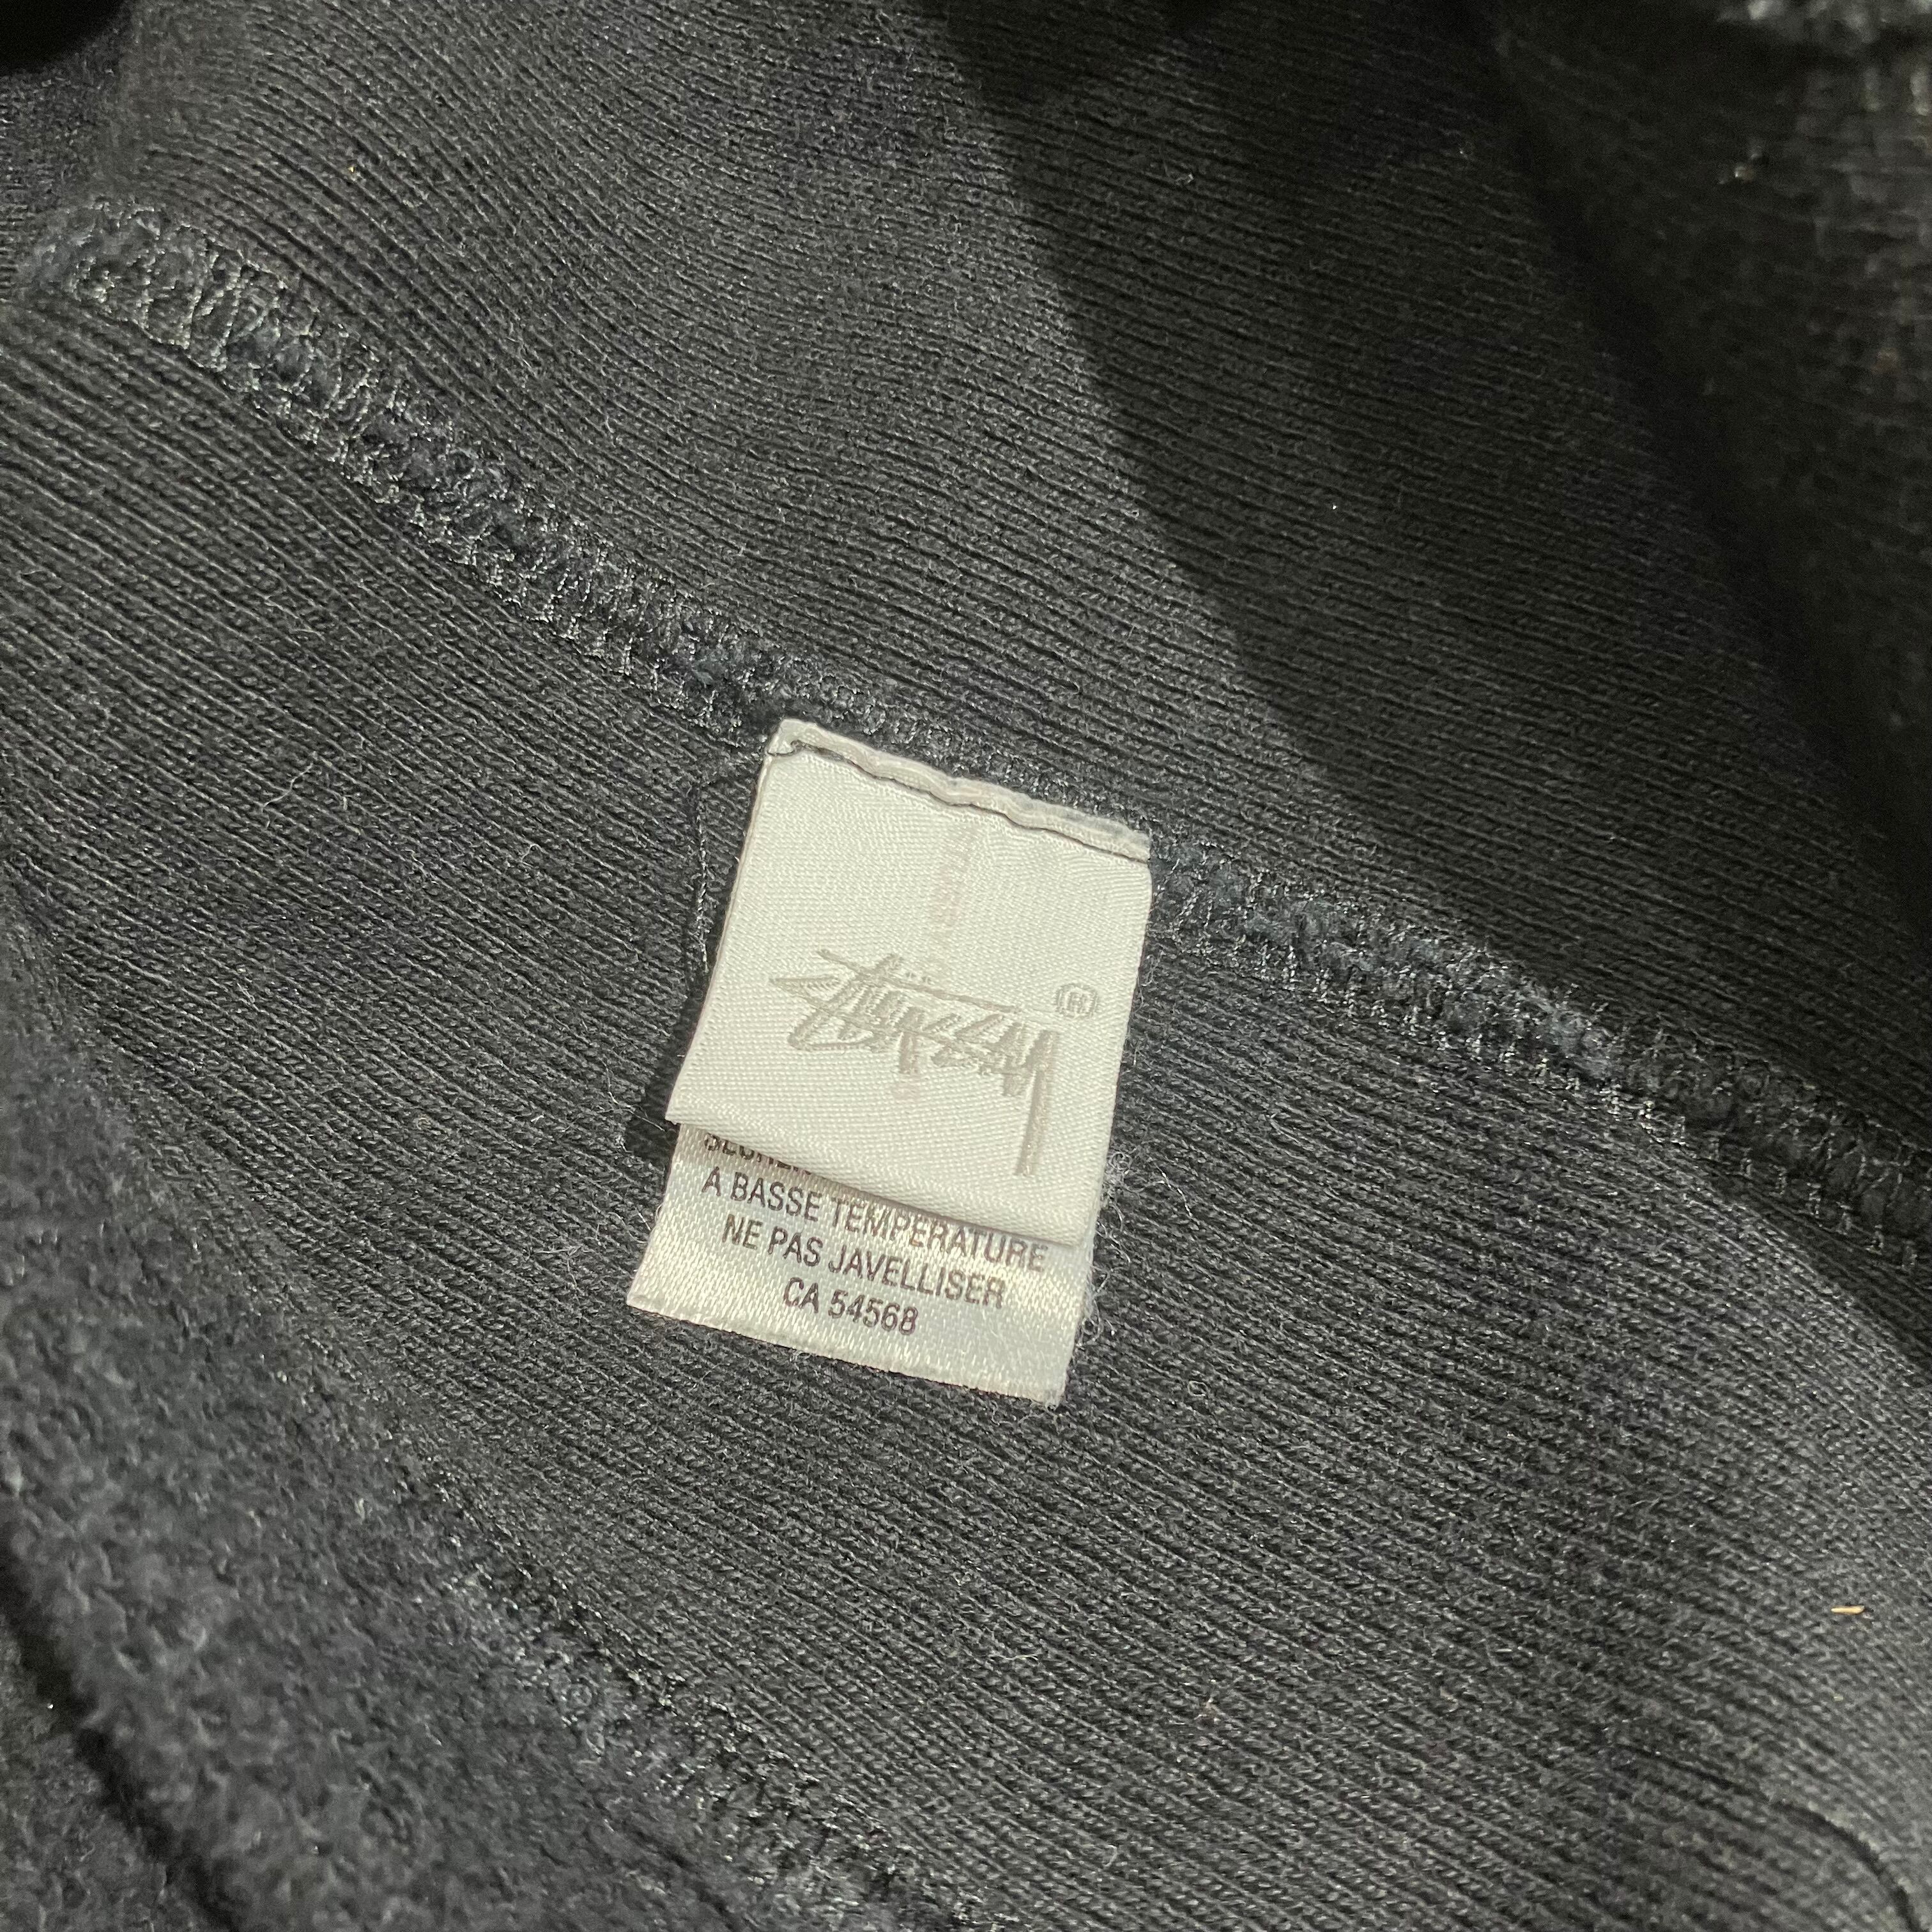 Stüssy ®
A BASSE TEMPERATURE
NE PAS JAVELLISER
CA 54568